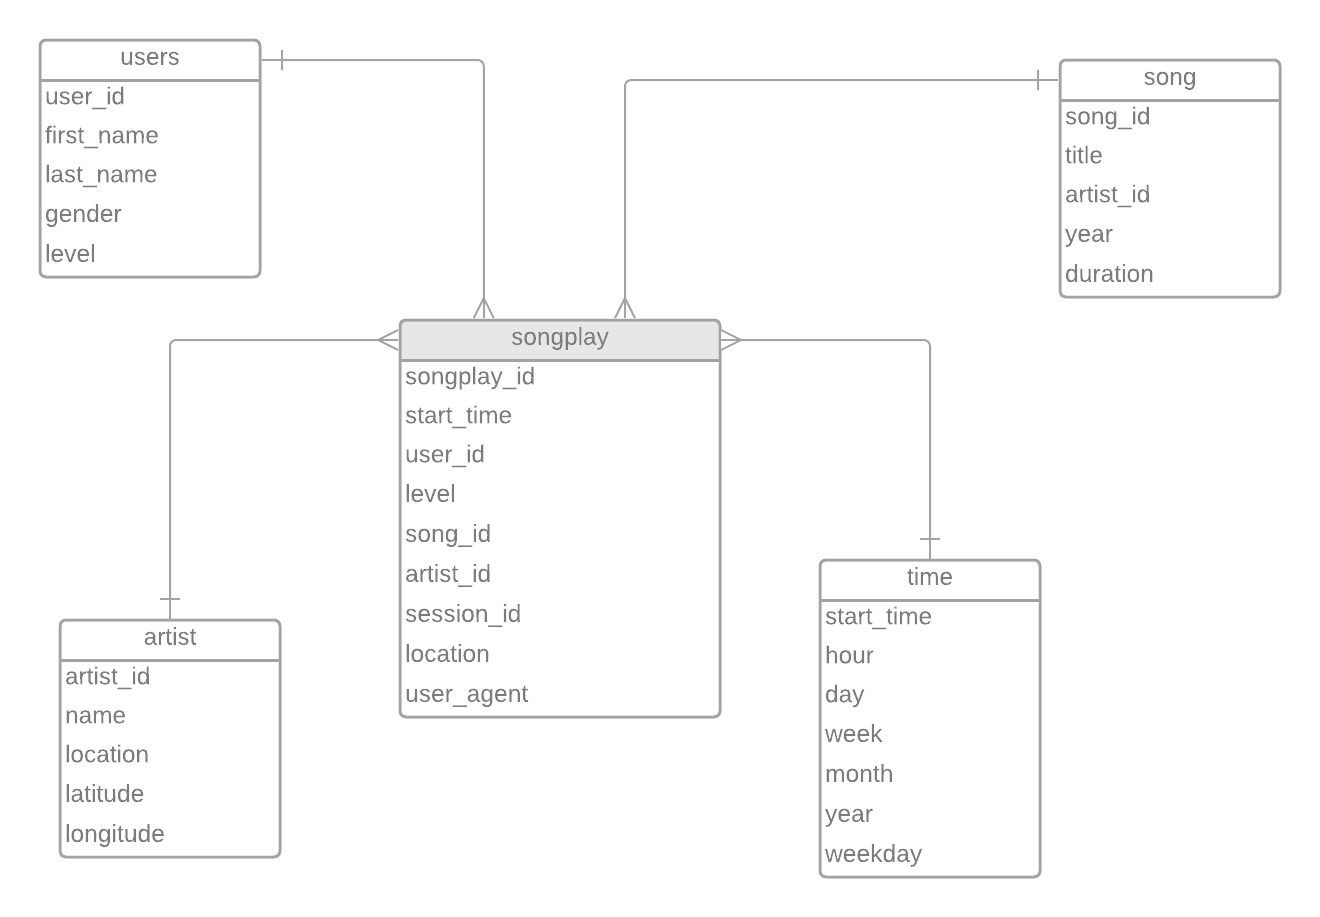 users
user_id
first_name
last_name
gender
level
song
song_id
title
artist_id
year
duration
songplay
songplay_id
start_time
user_id
level
song_id
artist_id
session_id
location
user_agent
artist
artist_id
name
location
latitude
longitude
time
start_time
hour
day
week
month
year
weekday